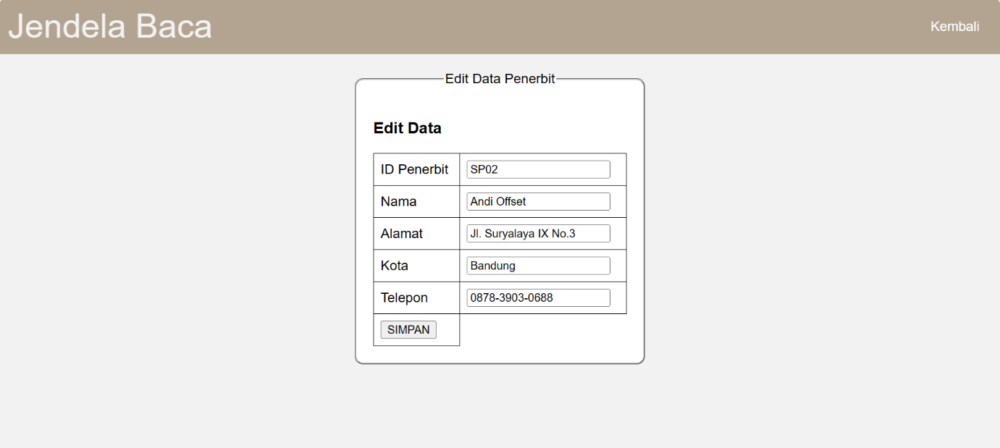 Jendela Baca
Kembali
Edit Data Penerbit
Edit Data
ID Penerbit SP02
Nama Andi Offset
Alamat Jl. Suryalaya IX No.3
Kota Bandung
Telepon 0878-3903-0688
SIMPAN